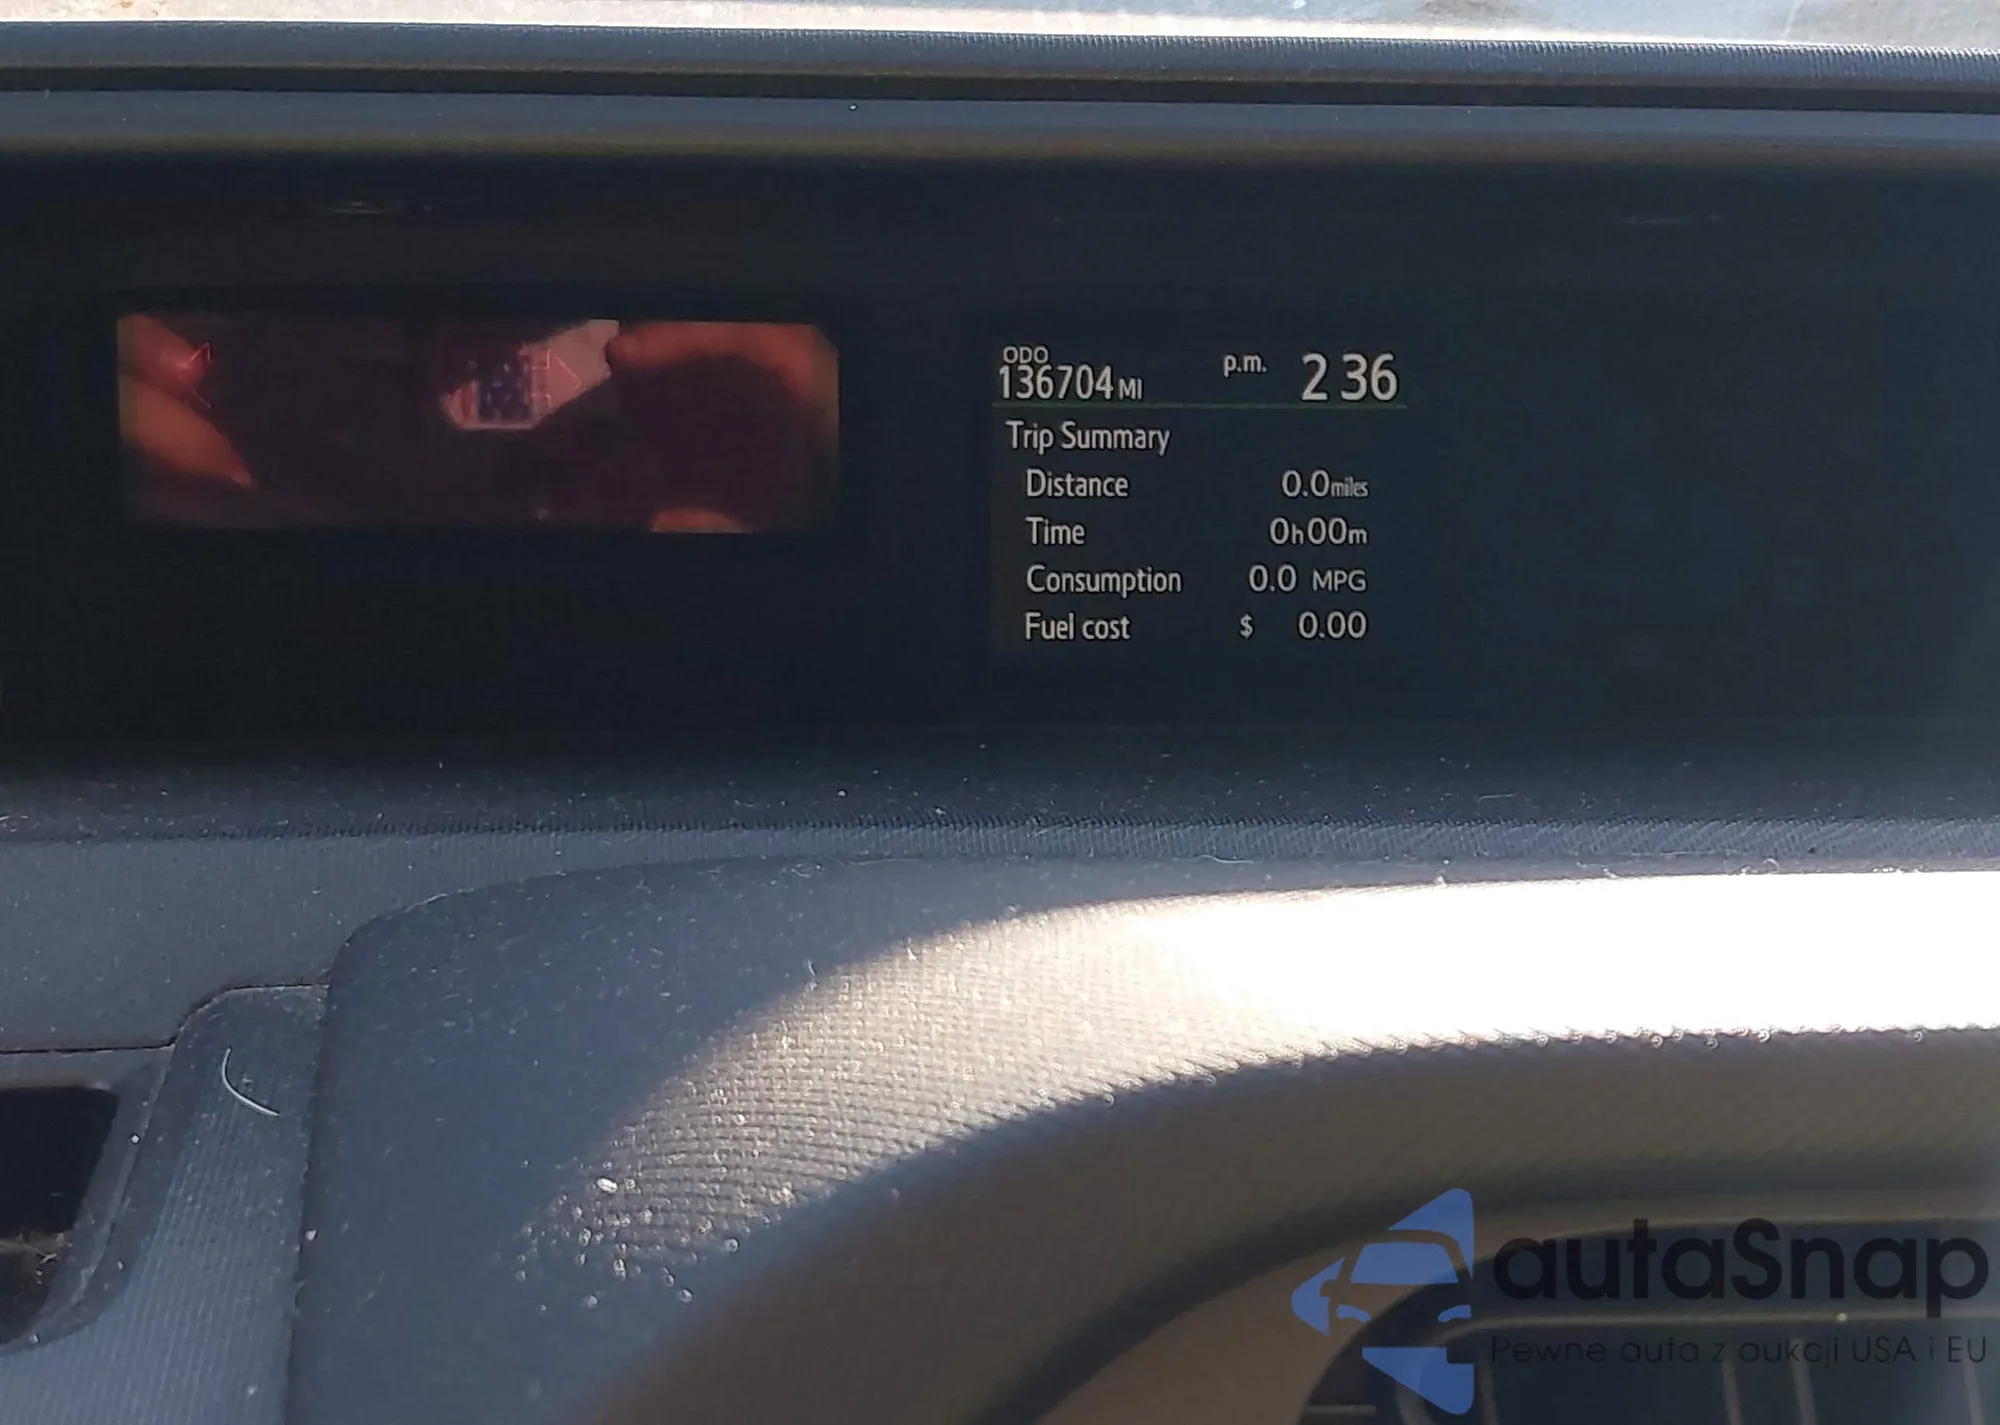 ODO
136704 MI p.m. 2 36
Trip Summary
Distance 0.0 miles
Time 0h00m
Consumption 0.0 MPG
Fuel cost $ 0.00
autaSnap
Pewne auta z aukcji USA i EU